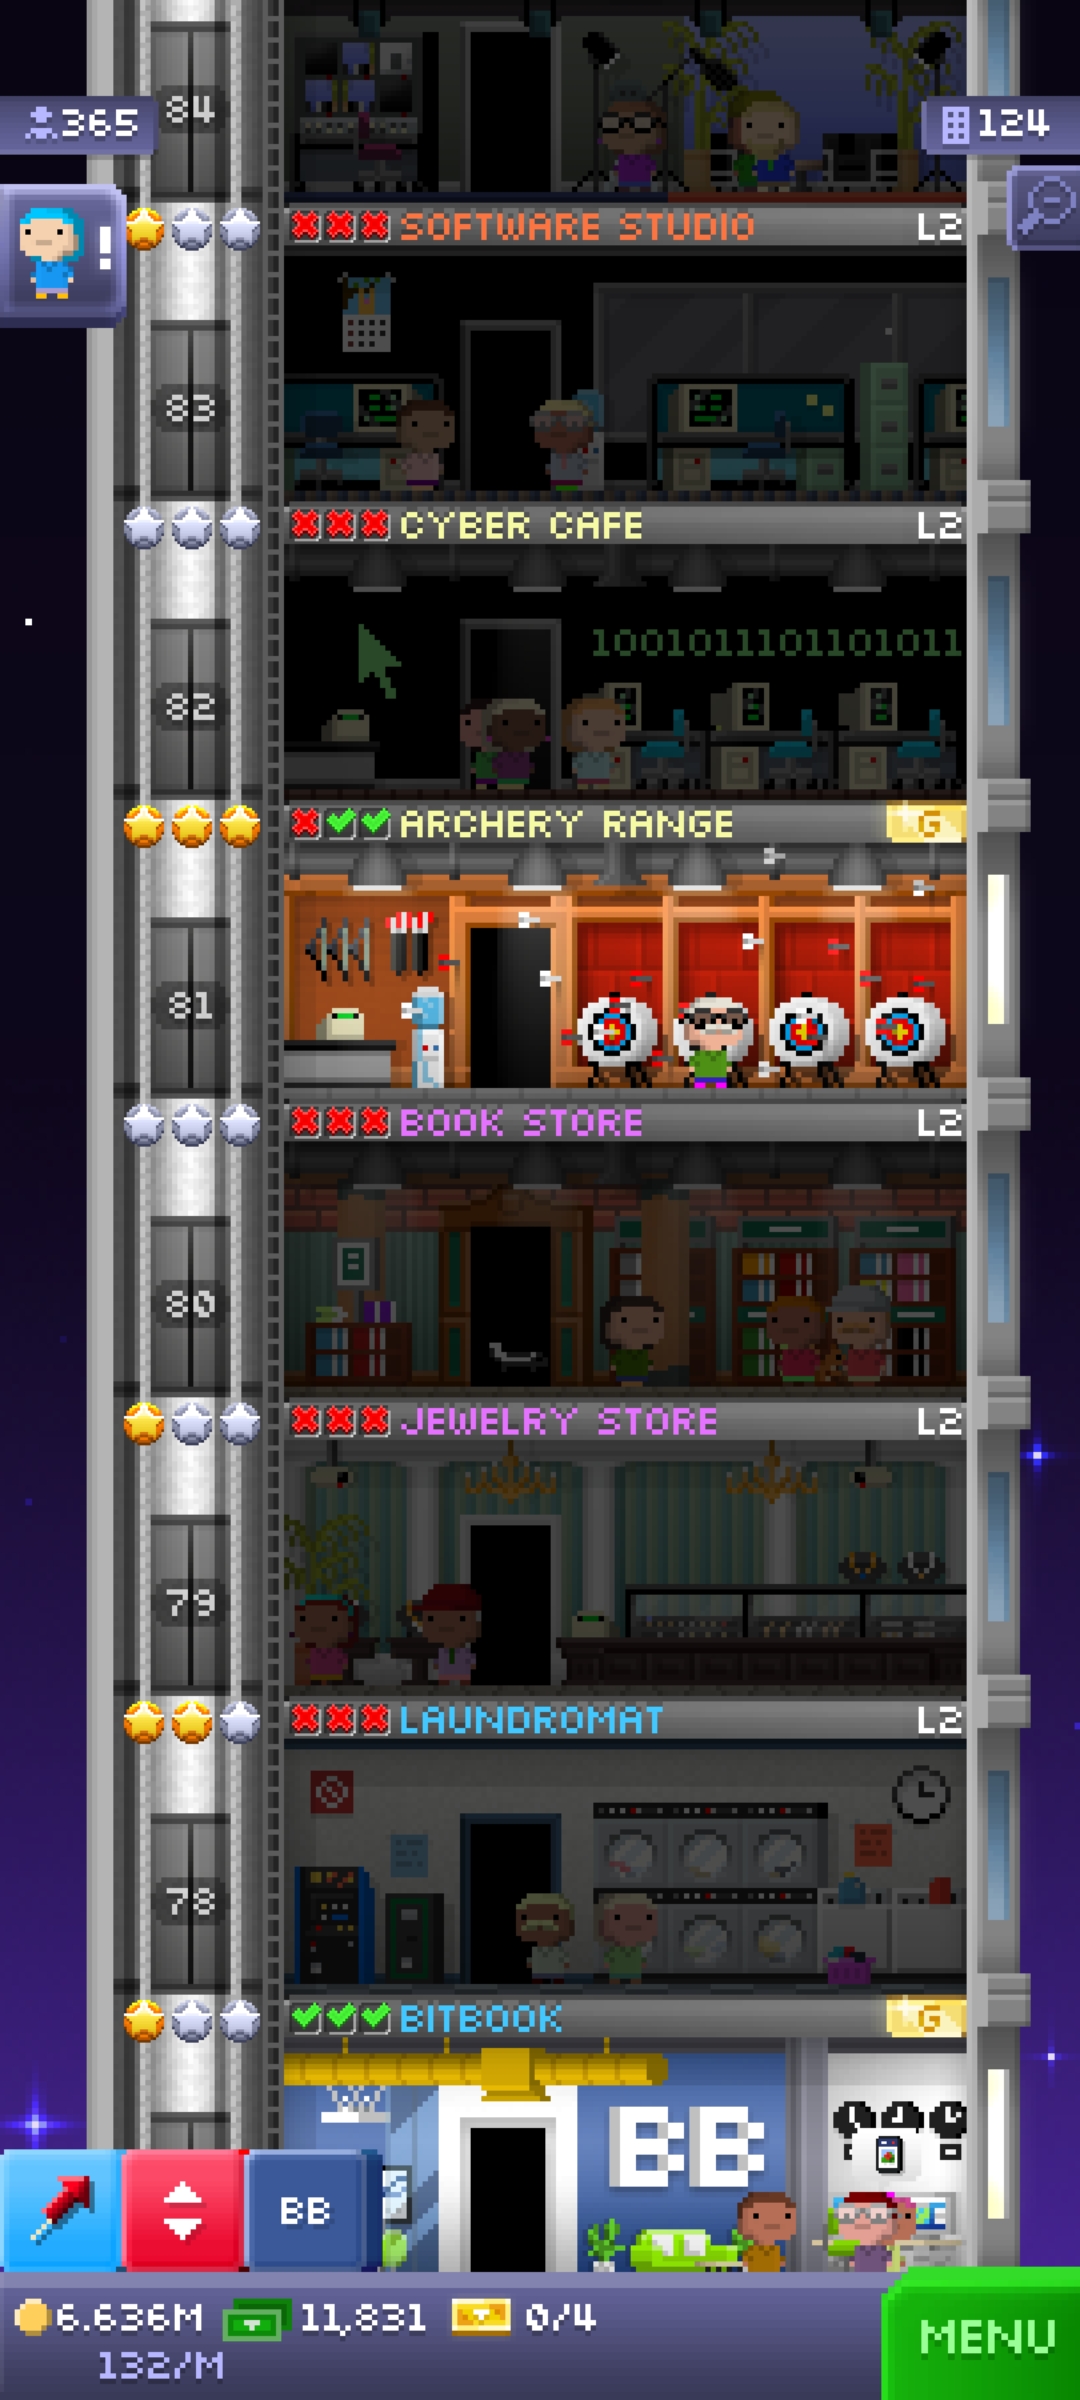 84
365
124
!
SOFTWARE STUDIO L2
83
CYBER CAFE L2
1001011101101011
82
ARCHERY RANGE G
81
BOOK STORE L2
80
JEWELRY STORE L2
79
LAUNDROMAT L2
78
BITBOOK G
BB
BB
6.636M 11,831 0/4
132/M
MENU